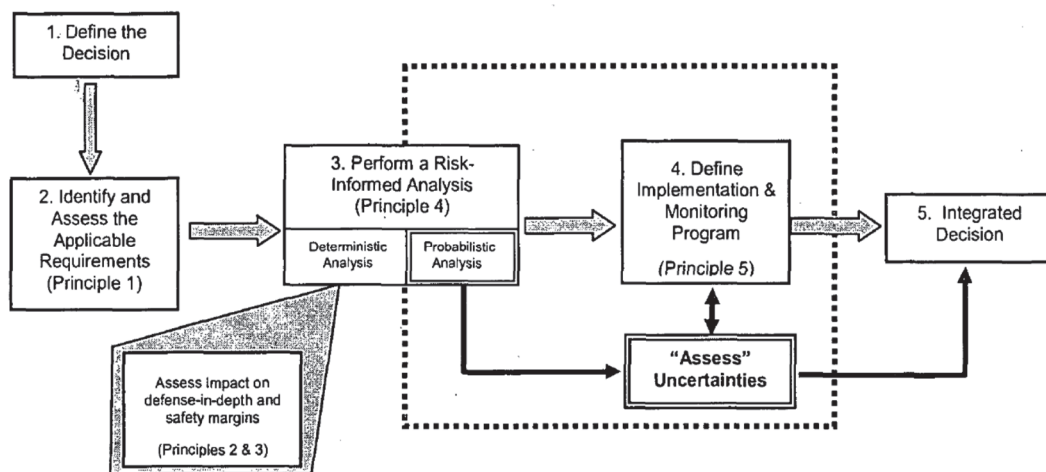 1. Define the
Decision
2. Identify and
Assess the
Applicable
Requirements
(Principle 1)
3. Perform a Risk-
Informed Analysis
(Principle 4)
Deterministic
Analysis
Probabilistic
Analysis
Assess Impact on
defense-in-depth and
safety margins
(Principles 2 & 3)
4. Define
Implementation &
Monitoring
Program
(Principle 5)
“Assess”
Uncertainties
5. Integrated
Decision